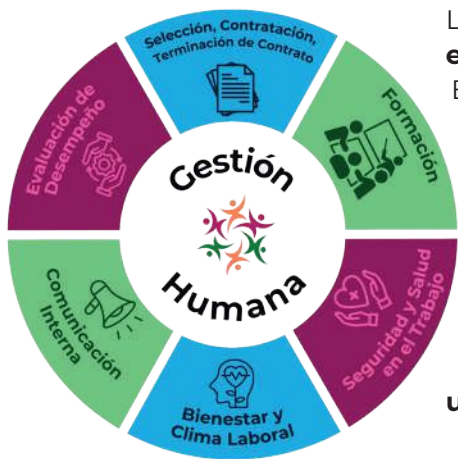 Selección, Contratación,
Terminación de Contrato
Formación
Seguridad y Salud
en el Trabajo
Bienestar y
Clima Laboral
Comunicación
Interna
Evaluación de
Desempeño
Gestión
Humana
L
e
E
u